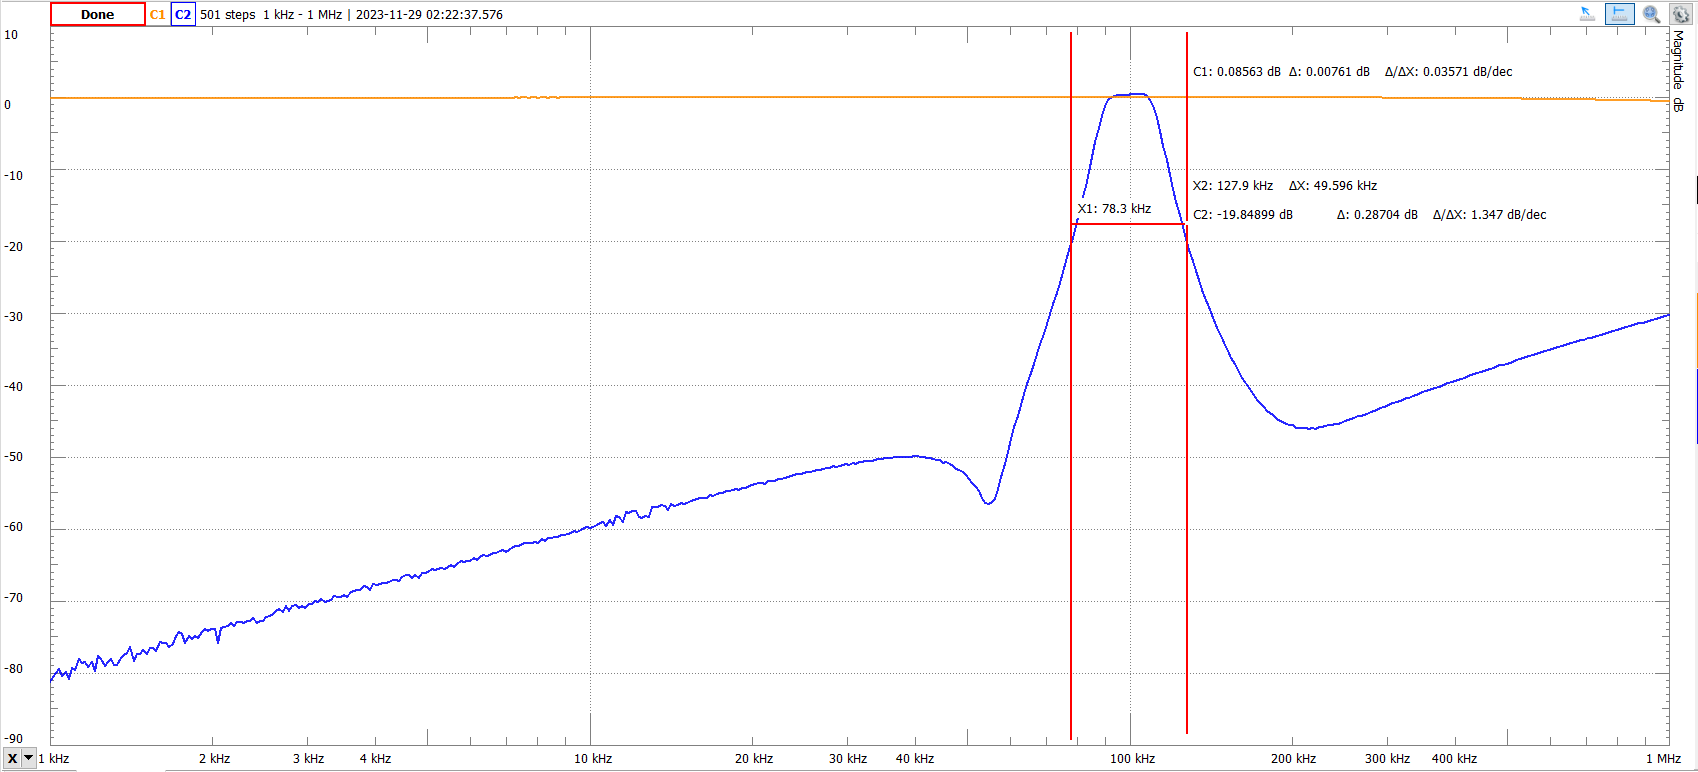 Done C1 C2 501 steps 1 kHz - 1 MHz | 2023-11-29 02:22:37.576
10
0
-10
-20
-30
-40
-50
-60
-70
-80
-90
Magnitude dB
C1: 0.08563 dB Δ: 0.00761 dB Δ/ΔX: 0.03571 dB/dec
X2: 127.9 kHz ΔX: 49.596 kHz
X1: 78.3 kHz
C2: -19.84899 dB Δ: 0.28704 dB Δ/ΔX: 1.347 dB/dec
X 1 kHz 2 kHz 3 kHz 4 kHz 10 kHz 20 kHz 30 kHz 40 kHz 100 kHz 200 kHz 300 kHz 400 kHz 1 MHz